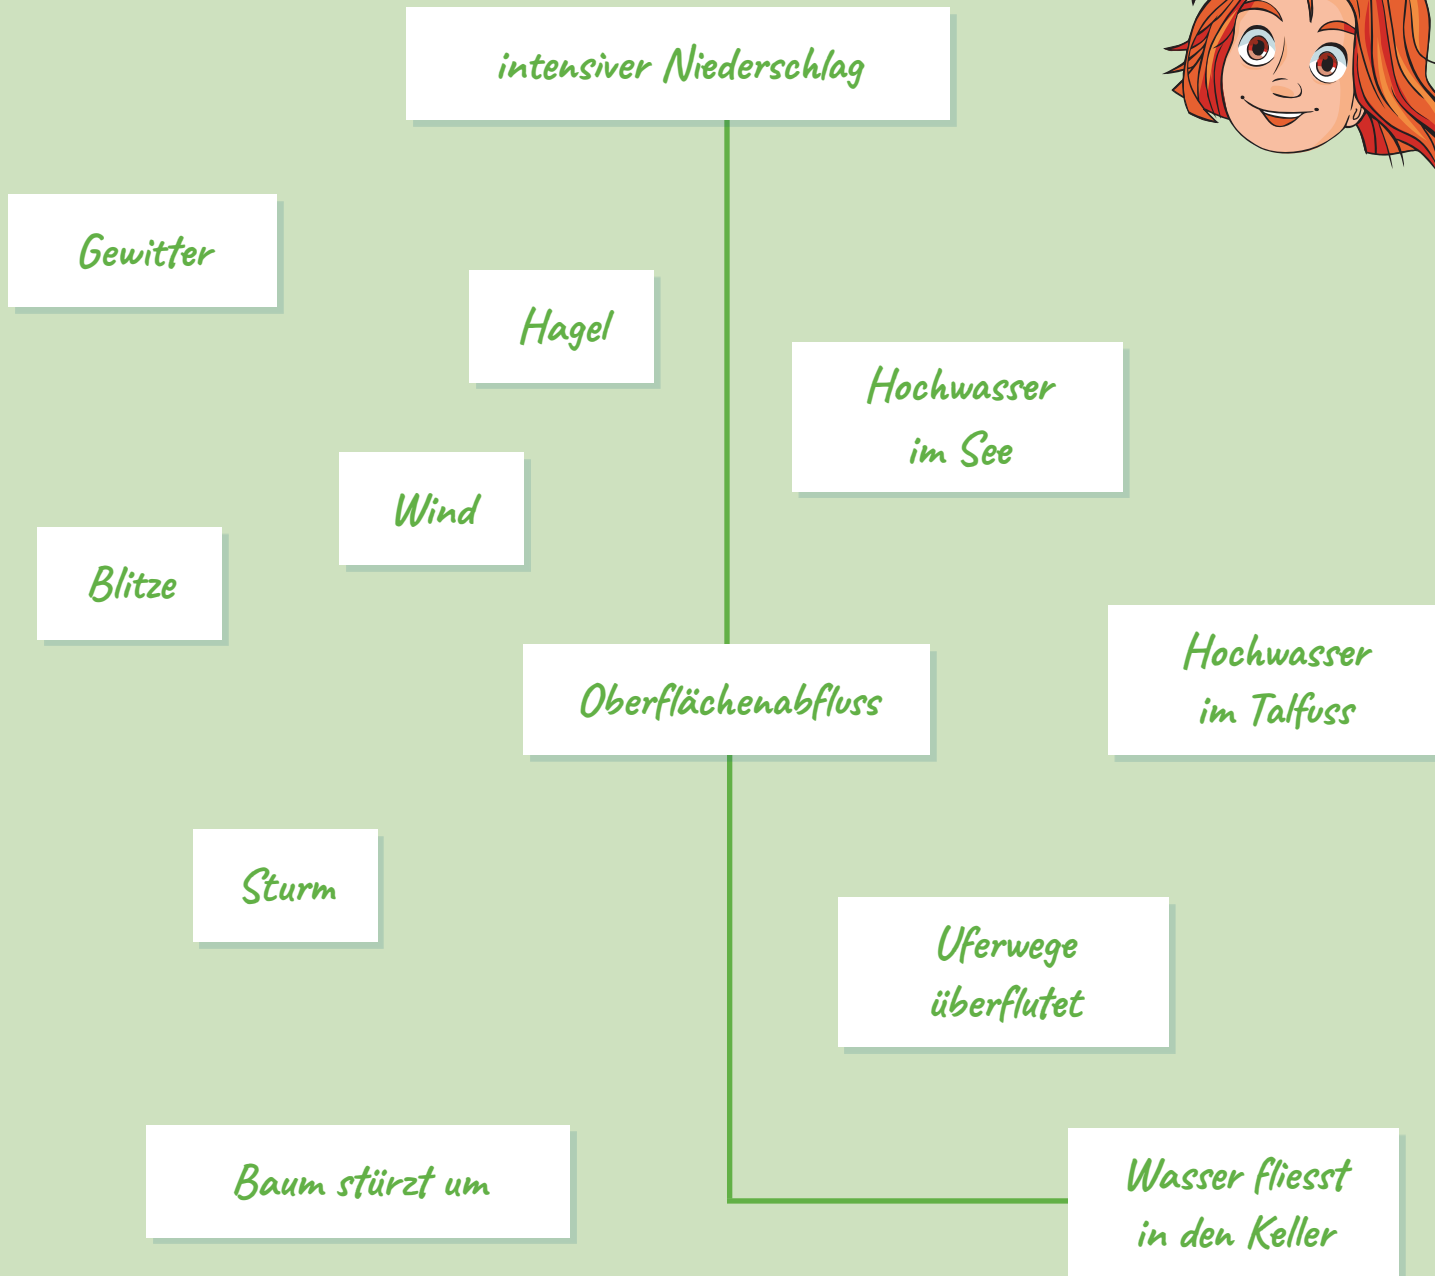 intensiver Niederschlag
Gewitter
Hagel
Hochwasser
im See
Wind
Blitze
Hochwasser
im Talfuss
Oberflächenabfluss
Sturm
Uferwege
überflutet
Baum stürzt um
Wasser fliesst
in den Keller